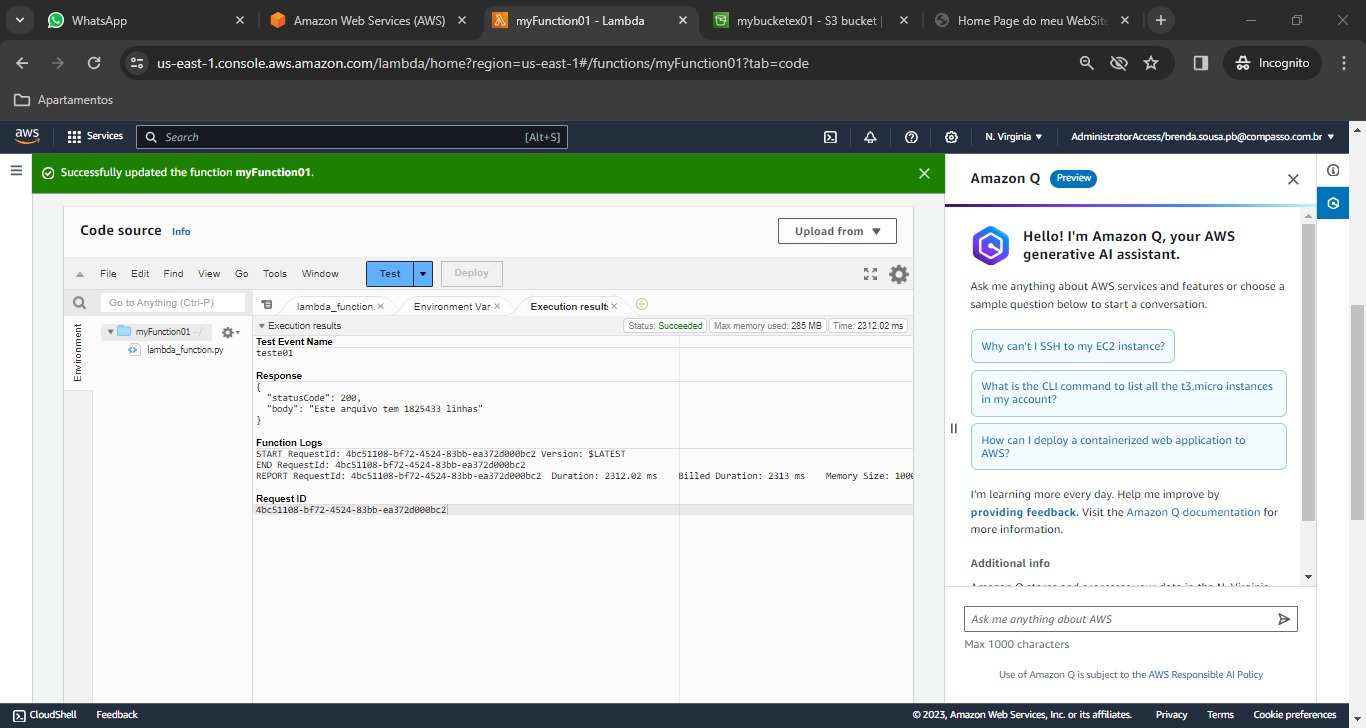 WhatsApp
Amazon Web Services (AWS)
myFunction01 - Lambda
mybucketex01 - S3 bucket |
Home Page do meu WebSite
us-east-1.console.aws.amazon.com/lambda/home?region=us-east-1#/functions/myFunction01?tab=code
Incognito
Apartamentos
aws
Services
Search
[Alt+S]
N. Virginia
AdministratorAccess/brenda.sousa.pb@compasso.com.br
Successfully updated the function myFunction01.
Code source Info
Upload from
File Edit Find View Go Tools Window
Test
Deploy
Go to Anything (Ctrl-P)
Environment
myFunction01 - /
lambda_function.py
lambda_function.
Environment Var
Execution result
Execution results
Status: Succeeded
Max memory used: 285 MB
Time: 2312.02 ms
Test Event Name
teste01
Response
{
"statusCode": 200,
"body": "Este arquivo tem 1825433 linhas"
}
Function Logs
START RequestId: 4bc51108-bf72-4524-83bb-ea372d000bc2 Version: $LATEST
END RequestId: 4bc51108-bf72-4524-83bb-ea372d000bc2
REPORT RequestId: 4bc51108-bf72-4524-83bb-ea372d000bc2 Duration: 2312.02 ms Billed Duration: 2313 ms Memory Size: 1000
Request ID
4bc51108-bf72-4524-83bb-ea372d000bc2
Amazon Q Preview
Hello! I'm Amazon Q, your AWS
generative AI assistant.
Ask me anything about AWS services and features or choose a
sample question below to start a conversation.
Why can't I SSH to my EC2 instance?
What is the CLI command to list all the t3.micro instances
in my account?
How can I deploy a containerized web application to
AWS?
I'm learning more every day. Help me improve by
providing feedback. Visit the Amazon Q documentation for
more information.
Additional info
Amazon Q stores and processes your data in the N. Virginia
Ask me anything about AWS
Max 1000 characters
Use of Amazon Q is subject to the AWS Responsible AI Policy
CloudShell
Feedback
© 2023, Amazon Web Services, Inc. or its affiliates.
Privacy
Terms
Cookie preferences